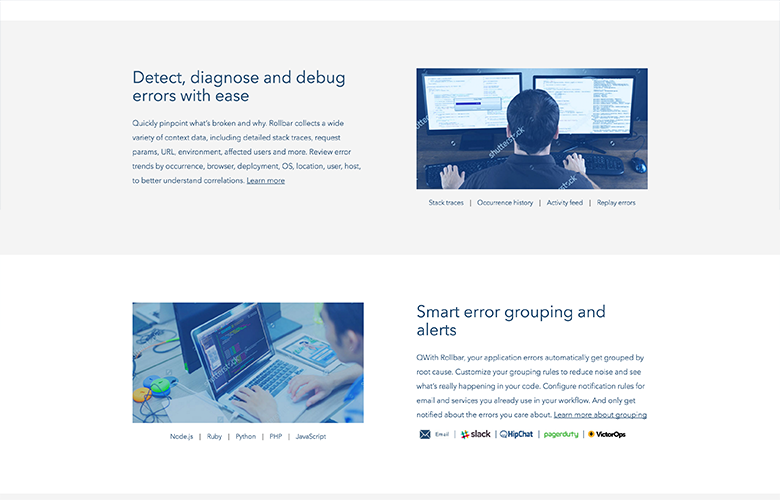 Detect, diagnose and debug
errors with ease
Quickly pinpoint what's broken and why. Rollbar collects a wide
variety of context data, including detailed stack traces, request
params, URL, environment, affected users and more. Review error
trends by occurrence, browser, deployment, OS, location, user, host,
to better understand correlations. Learn more
shutterstock
Stack traces | Occurrence history | Activity feed | Replay errors
Smart error grouping and
alerts
QWith Rollbar, your application errors automatically get grouped by
root cause. Customize your grouping rules to reduce noise and see
what's really happening in your code. Configure notification rules for
email and services you already use in your workflow. And only get
notified about the errors you care about. Learn more about grouping
Email | slack | HipChat | pagerduty | VictorOps
shutterstock
Node.js | Ruby | Python | PHP | JavaScript